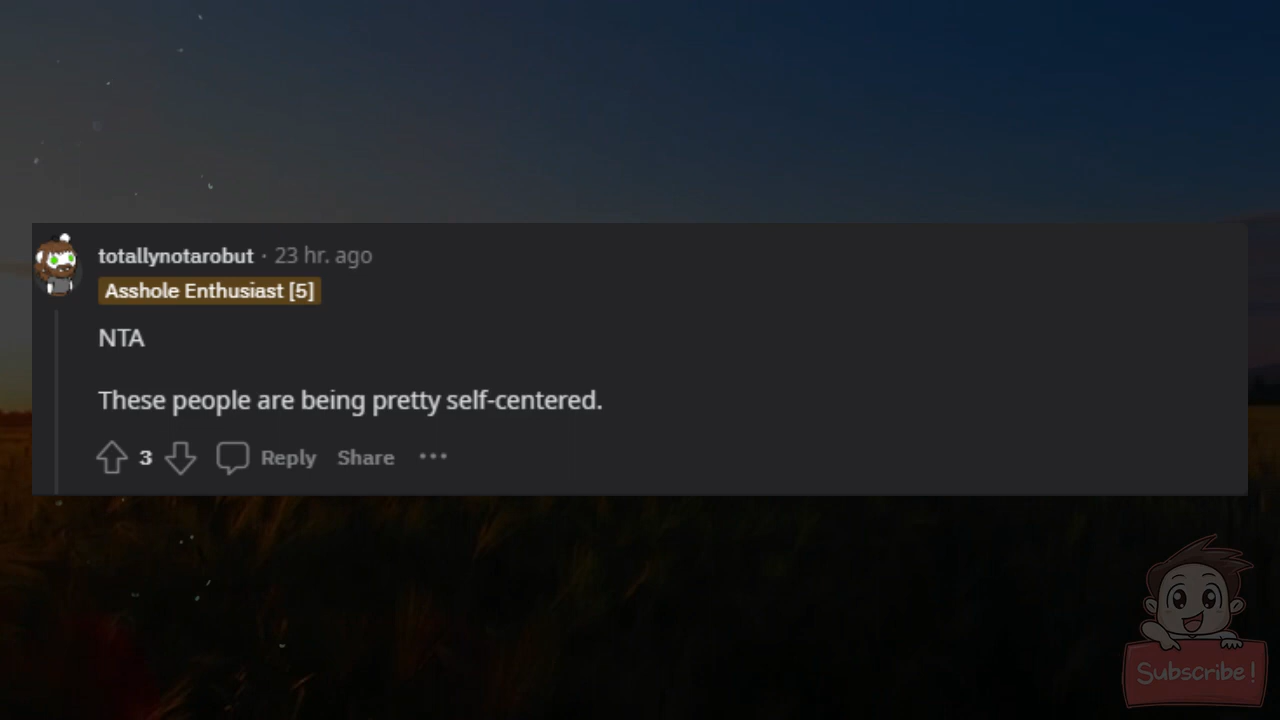 totallynotarobut · 23 hr. ago
Asshole Enthusiast [5]
NTA
These people are being pretty self-centered.
3 Reply Share ···
Subscribe!